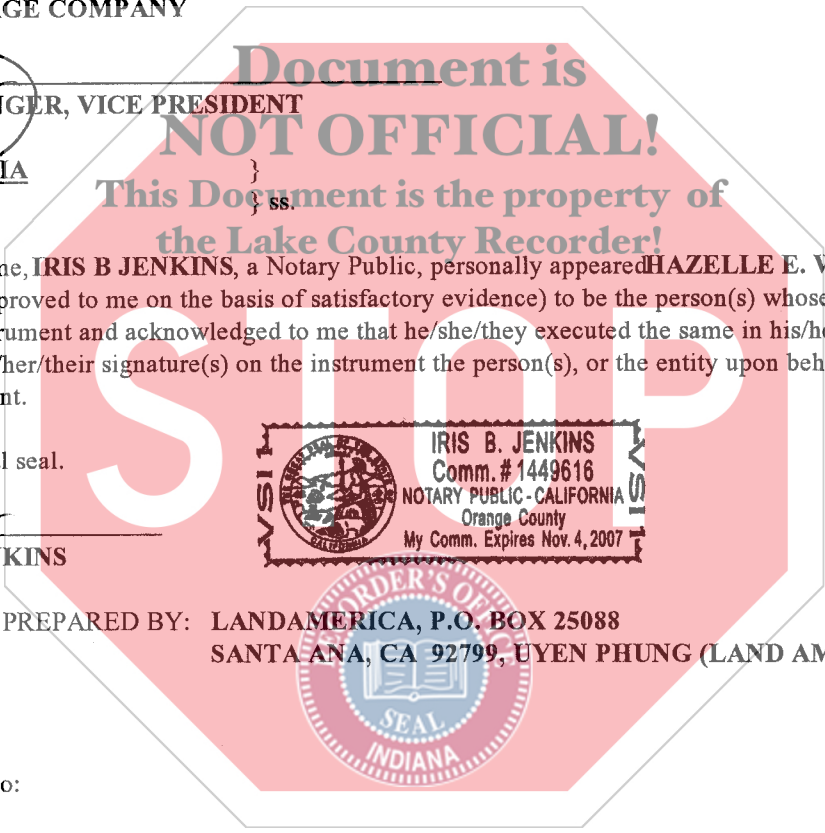 GE COMPANY
Document is
GER, VICE PRESIDENT
NOT OFFICIAL!
IA }
This Document is the property of
} ss.
the Lake County Recorder!
me, IRIS B JENKINS, a Notary Public, personally appeared HAZELLE E.
proved to me on the basis of satisfactory evidence) to be the person(s) whose
rument and acknowledged to me that he/she/they executed the same in his/he
/her/their signature(s) on the instrument the person(s), or the entity upon beh
nt.
STOP
l seal.
VSI1
IRIS B. JENKINS
Comm. # 1449616
NOTARY PUBLIC - CALIFORNIA
Orange County
My Comm. Expires Nov. 4, 2007
VSI1
CALIFORNIA
KINS
RECORDER'S OFFICE
PREPARED BY: LANDAMERICA, P.O. BOX 25088
SANTA ANA, CA 92799, UYEN PHUNG (LAND AM
SEAL
INDIANA
o: